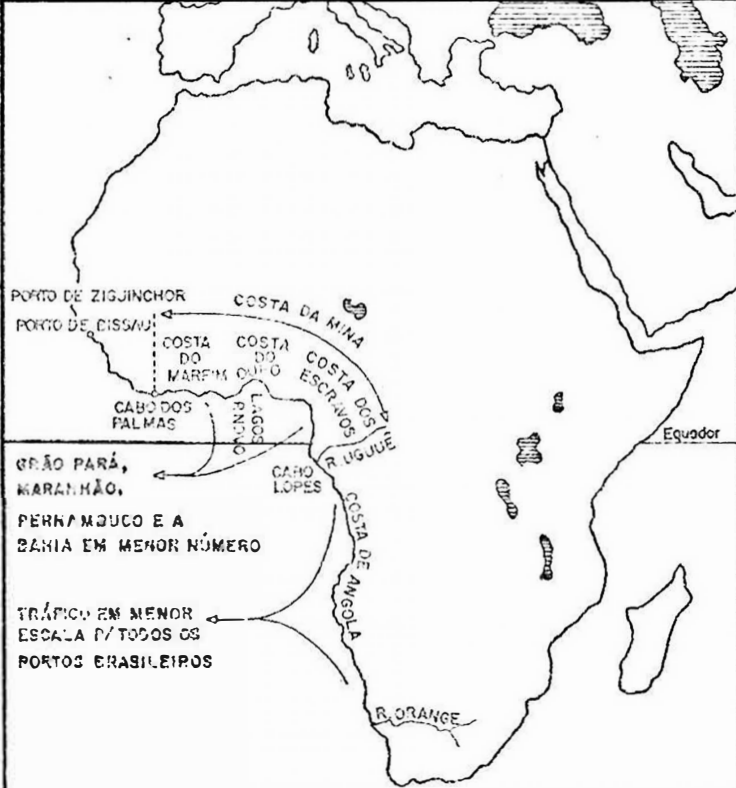 PORTO DE ZIGUINCHOR
PORTO DE BISSAU
COSTA DA MINA
COSTA
DO
MARFIM
COSTA
DO
OURO
COSTA DOS
ESCRAVOS
CABO DOS
PALMAS
LAGOS
Equador
CABO
LOPES
GRÃO PARÁ,
MARANHÃO,
PERNAMBUCO E A
BAHIA EM MENOR NÚMERO
COSTA DE ANGOLA
TRÁFICO EM MENOR
ESCALA P/TODOS OS
PORTOS BRASILEIROS
R. ORANGE